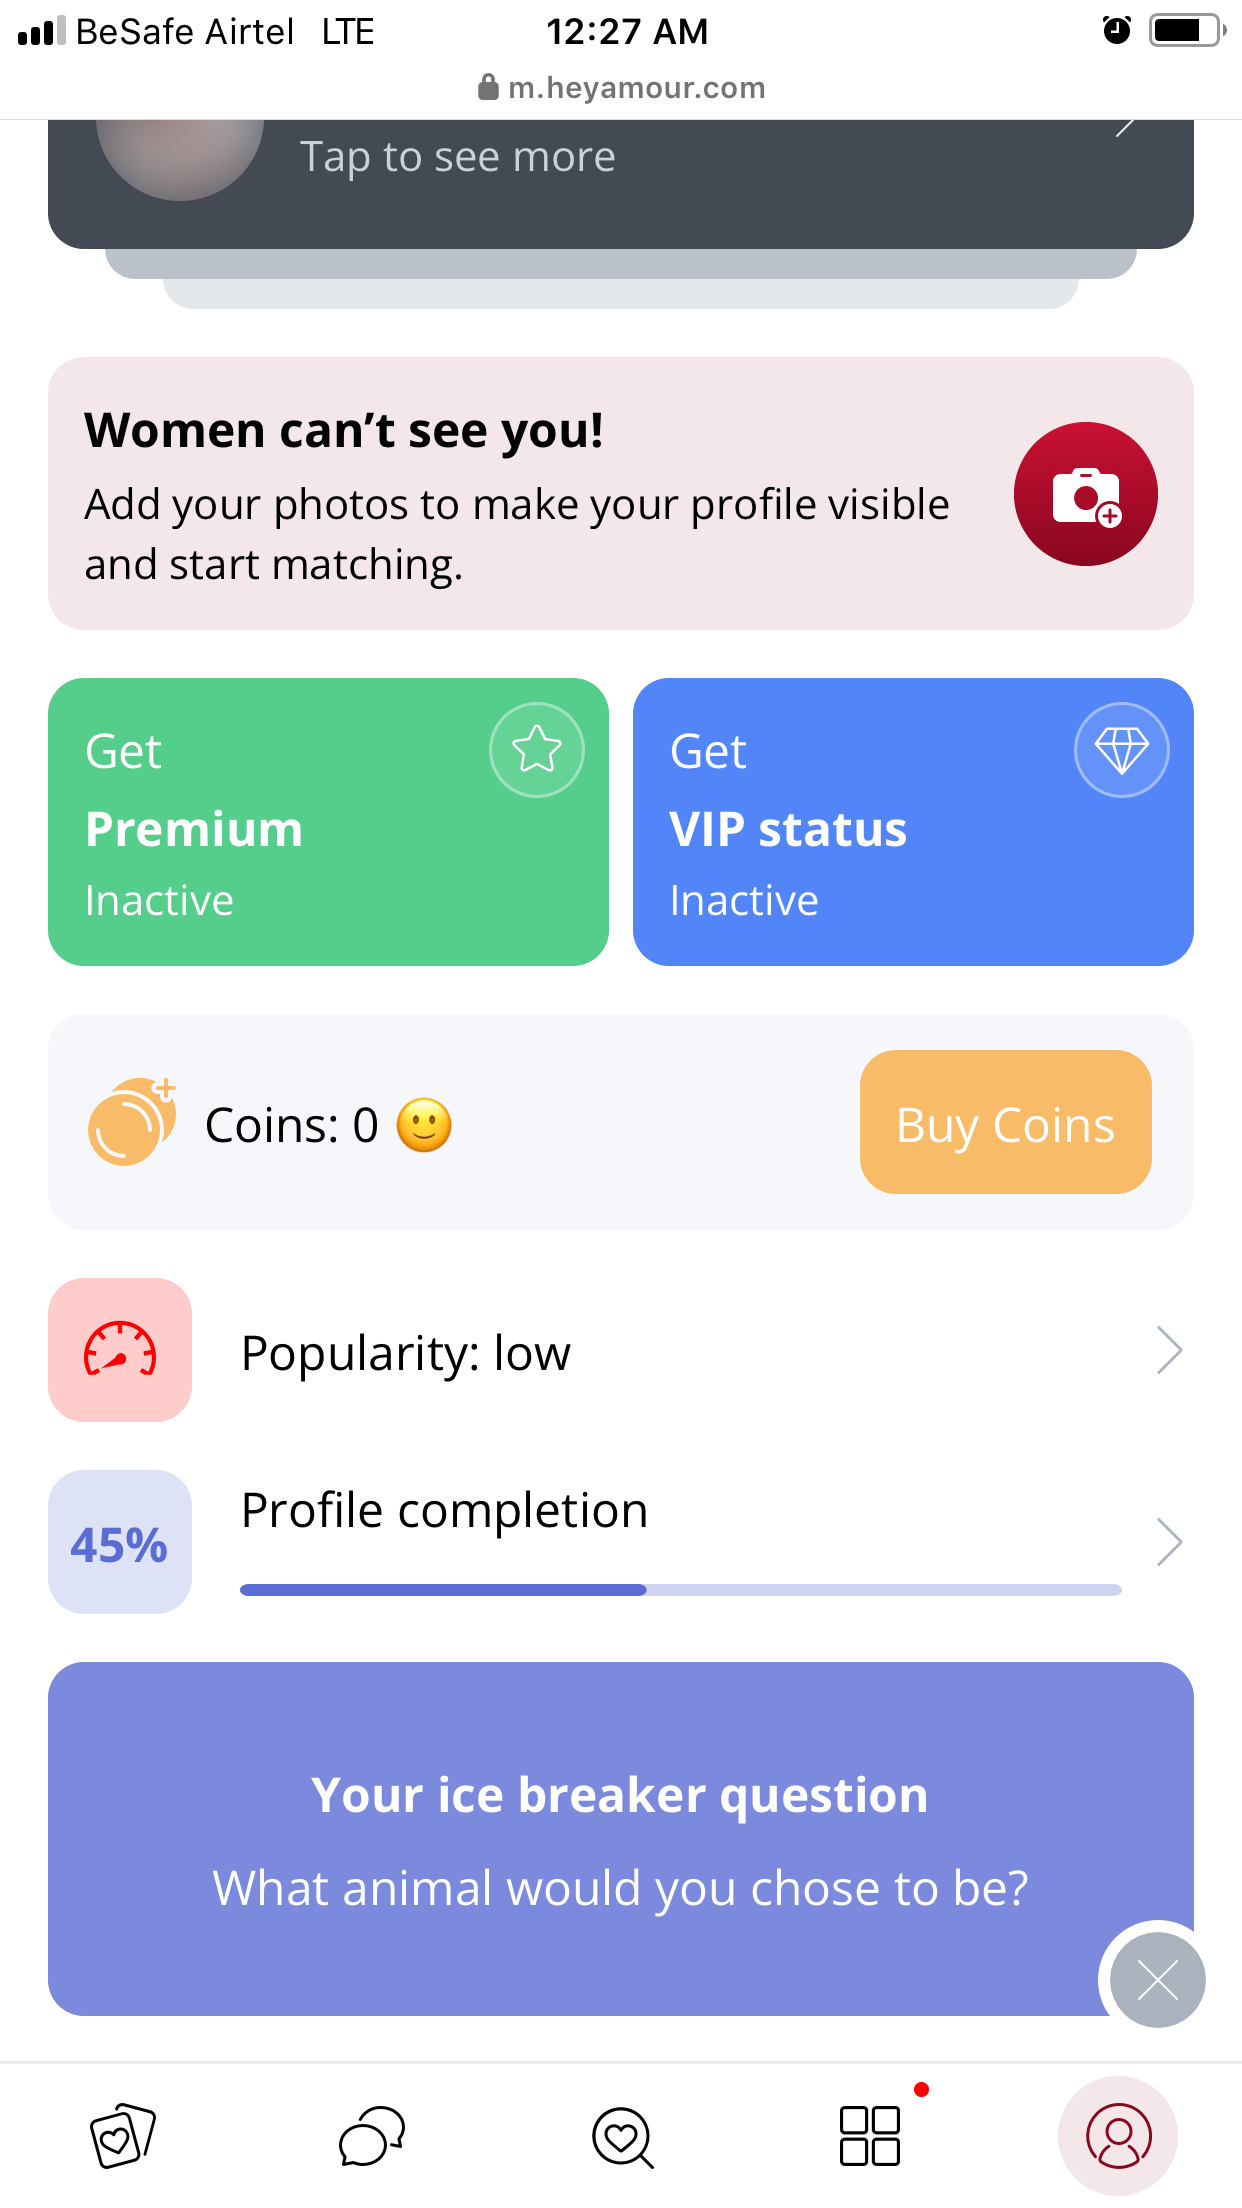 BeSafe Airtel LTE 12:27 AM
m.heyamour.com
Tap to see more
Women can’t see you!
Add your photos to make your profile visible
and start matching.
Get
Premium
Inactive
Get
VIP status
Inactive
Coins: 0 🙂
Buy Coins
Popularity: low
45%
Profile completion
Your ice breaker question
What animal would you chose to be?